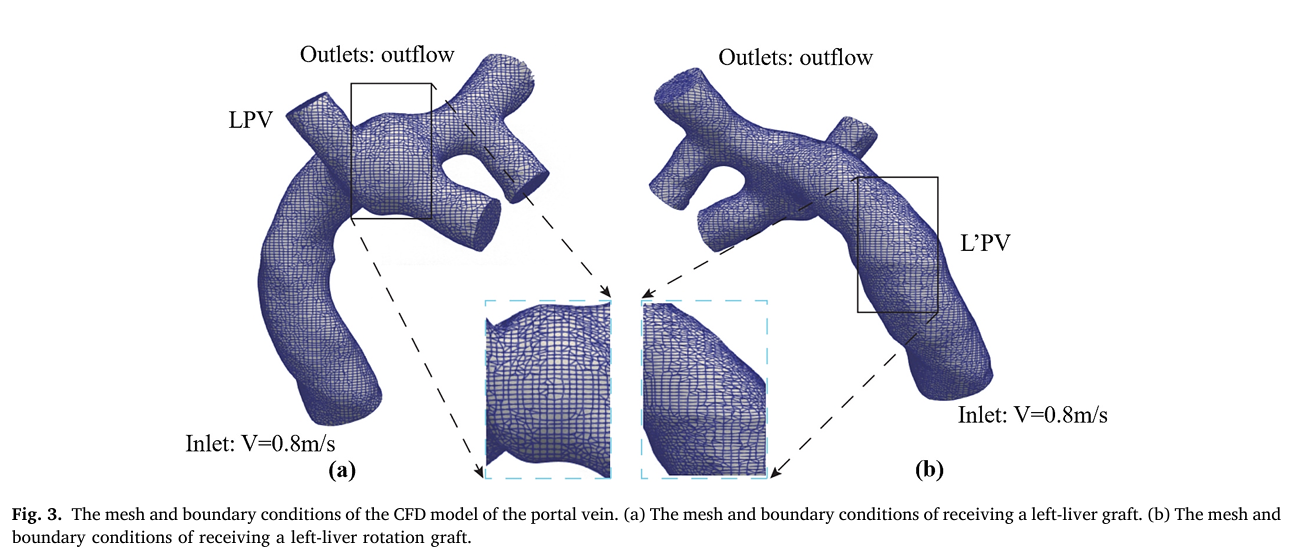 Outlets: outflow
Outlets: outflow
LPV
L’PV
Inlet: V=0.8m/s
Inlet: V=0.8m/s
(a)
(b)
Fig. 3. The mesh and boundary conditions of the CFD model of the portal vein. (a) The mesh and boundary conditions of receiving a left-liver graft. (b) The mesh and
boundary conditions of receiving a left-liver rotation graft.